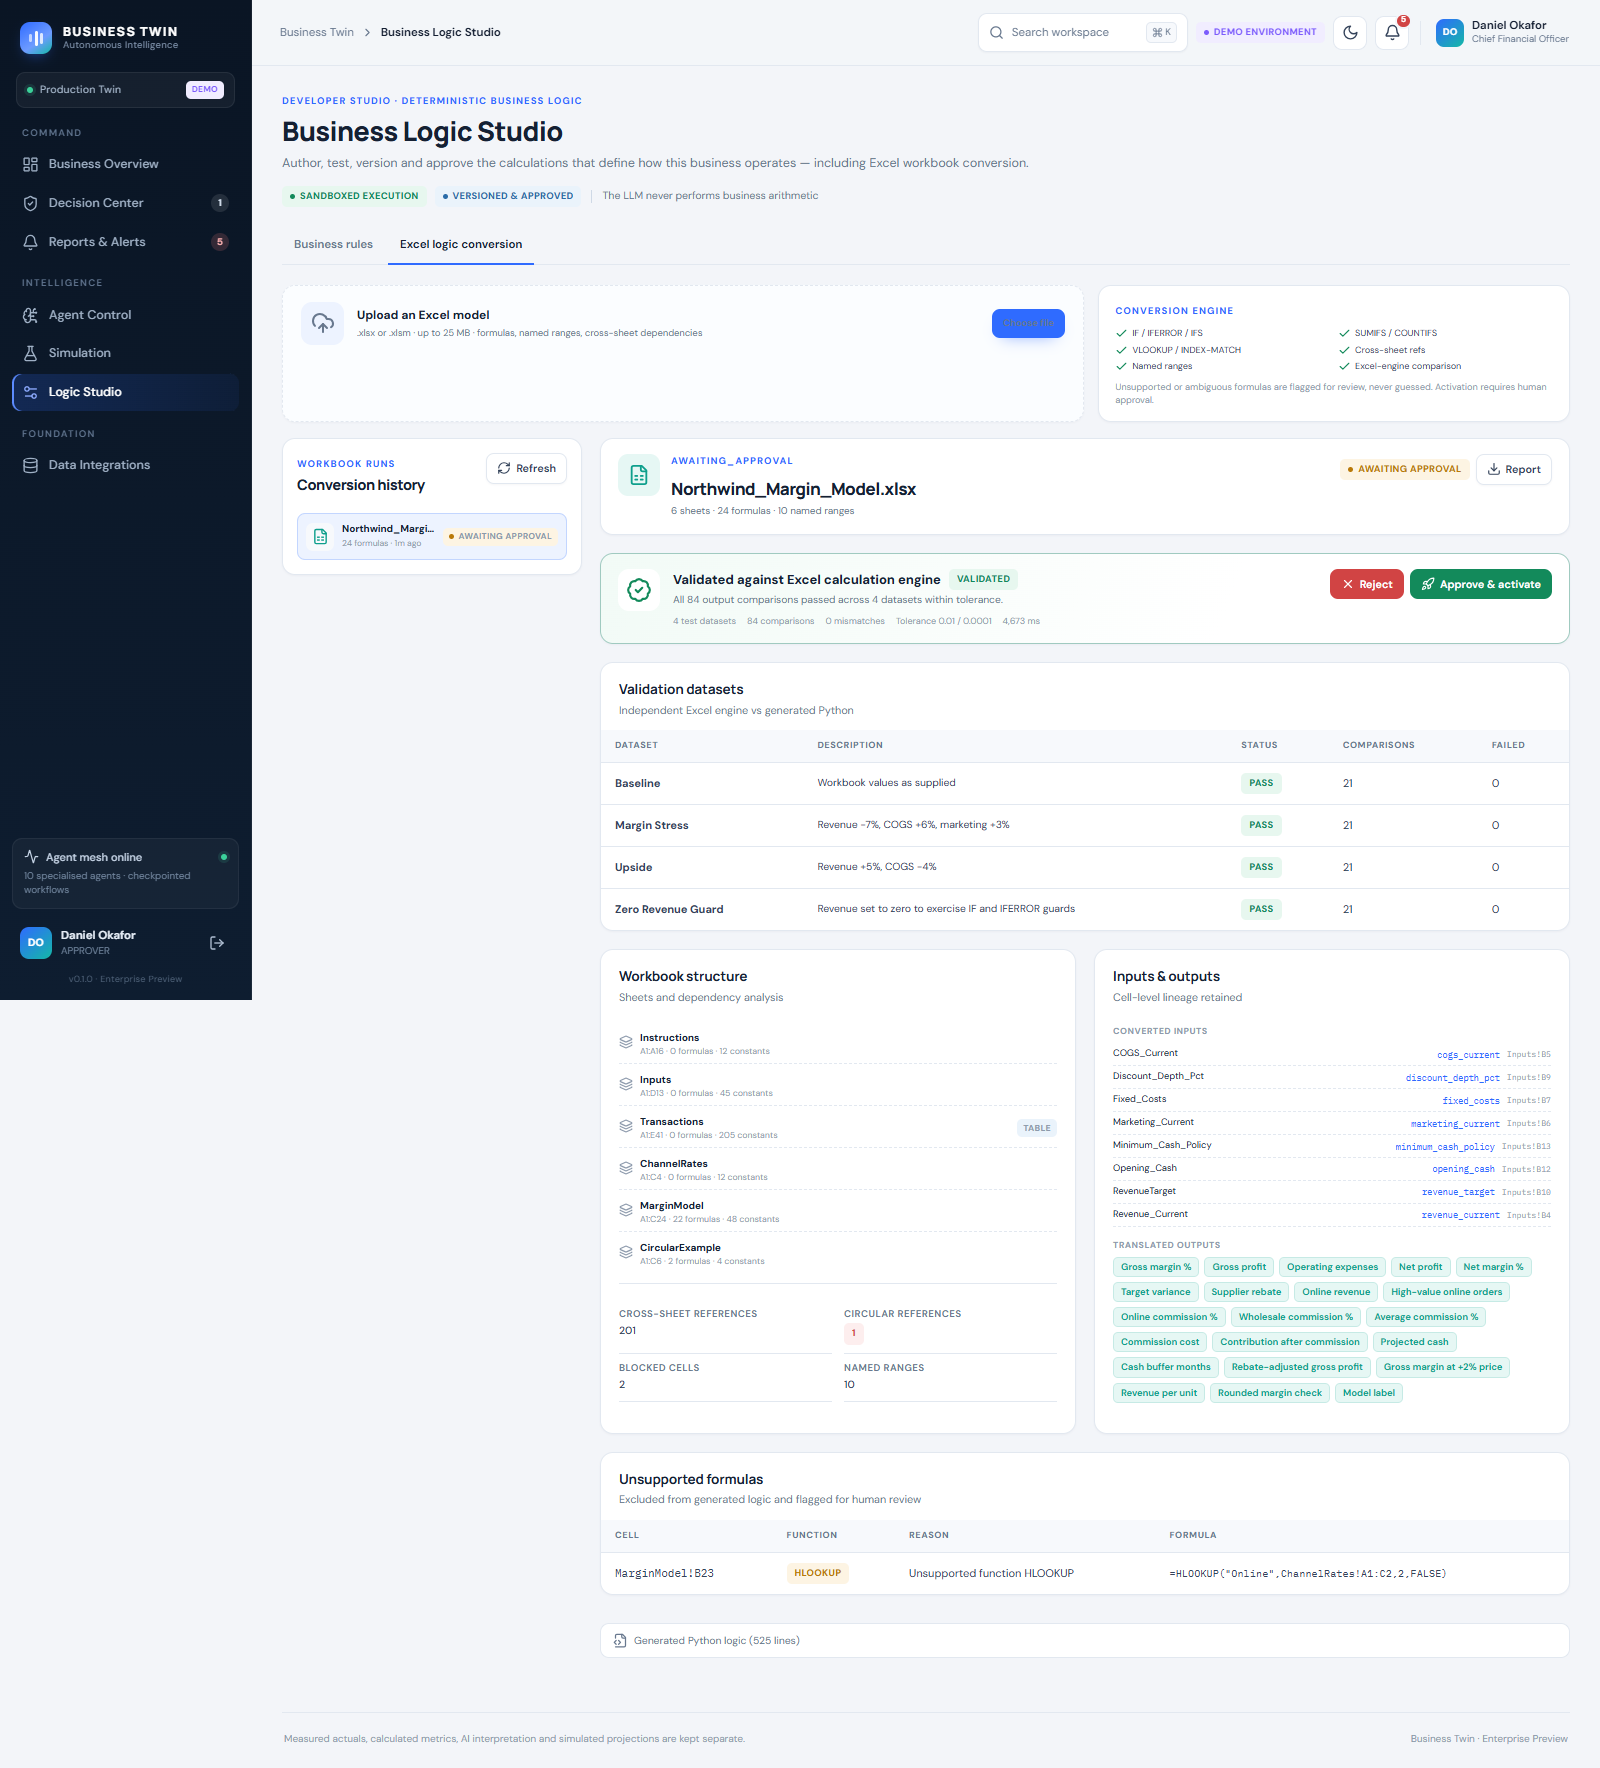 BUSINESS TWIN
Autonomous Intelligence
Production Twin
DEMO
COMMAND
Business Overview
Decision Center
1
Reports & Alerts
5
INTELLIGENCE
Agent Control
Simulation
Logic Studio
FOUNDATION
Data Integrations
Agent mesh online
10 specialised agents · checkpointed
workflows
DO
Daniel Okafor
APPROVER
v0.1.0 · Enterprise Preview
Business Twin
Business Logic Studio
Search workspace
⌘ K
DEMO ENVIRONMENT
5
DO
Daniel Okafor
Chief Financial Officer
DEVELOPER STUDIO · DETERMINISTIC BUSINESS LOGIC
Business Logic Studio
Author, test, version and approve the calculations that define how this business operates — including Excel workbook conversion.
SANDBOXED EXECUTION
VERSIONED & APPROVED
The LLM never performs business arithmetic
Business rules
Excel logic conversion
Upload an Excel model
.xlsx or .xlsm · up to 25 MB · formulas, named ranges, cross-sheet dependencies
Choose file
CONVERSION ENGINE
IF / IFERROR / IFS
SUMIFS / COUNTIFS
VLOOKUP / INDEX-MATCH
Cross-sheet refs
Named ranges
Excel-engine comparison
Unsupported or ambiguous formulas are flagged for review, never guessed. Activation requires human
approval.
WORKBOOK RUNS
Conversion history
Refresh
Northwind_Margi...
24 formulas · 1m ago
AWAITING APPROVAL
AWAITING_APPROVAL
Northwind_Margin_Model.xlsx
6 sheets · 24 formulas · 10 named ranges
AWAITING APPROVAL
Report
Validated against Excel calculation engine
VALIDATED
All 84 output comparisons passed across 4 datasets within tolerance.
4 test datasets 84 comparisons 0 mismatches Tolerance 0.01 / 0.0001 4,673 ms
Reject
Approve & activate
Validation datasets
Independent Excel engine vs generated Python
DATASET DESCRIPTION STATUS COMPARISONS FAILED
Baseline Workbook values as supplied PASS 21 0
Margin Stress Revenue -7%, COGS +6%, marketing +3% PASS 21 0
Upside Revenue +5%, COGS -4% PASS 21 0
Zero Revenue Guard Revenue set to zero to exercise IF and IFERROR guards PASS 21 0
Workbook structure
Sheets and dependency analysis
Instructions
A1:A16 · 0 formulas · 12 constants
Inputs
A1:D13 · 0 formulas · 45 constants
Transactions
A1:E41 · 0 formulas · 205 constants
TABLE
ChannelRates
A1:C4 · 0 formulas · 12 constants
MarginModel
A1:C24 · 22 formulas · 48 constants
CircularExample
A1:C6 · 2 formulas · 4 constants
CROSS-SHEET REFERENCES
201
CIRCULAR REFERENCES
1
BLOCKED CELLS
2
NAMED RANGES
10
Inputs & outputs
Cell-level lineage retained
CONVERTED INPUTS
COGS_Current cogs_current Inputs!B5
Discount_Depth_Pct discount_depth_pct Inputs!B9
Fixed_Costs fixed_costs Inputs!B7
Marketing_Current marketing_current Inputs!B6
Minimum_Cash_Policy minimum_cash_policy Inputs!B13
Opening_Cash opening_cash Inputs!B12
RevenueTarget revenue_target Inputs!B10
Revenue_Current revenue_current Inputs!B4
TRANSLATED OUTPUTS
Gross margin % Gross profit Operating expenses Net profit Net margin %
Target variance Supplier rebate Online revenue High-value online orders
Online commission % Wholesale commission % Average commission %
Commission cost Contribution after commission Projected cash
Cash buffer months Rebate-adjusted gross profit Gross margin at +2% price
Revenue per unit Rounded margin check Model label
Unsupported formulas
Excluded from generated logic and flagged for human review
CELL FUNCTION REASON FORMULA
MarginModel!B23 HLOOKUP Unsupported function HLOOKUP =HLOOKUP("Online",ChannelRates!A1:C2,2,FALSE)
Generated Python logic (525 lines)
Measured actuals, calculated metrics, AI interpretation and simulated projections are kept separate.
Business Twin · Enterprise Preview